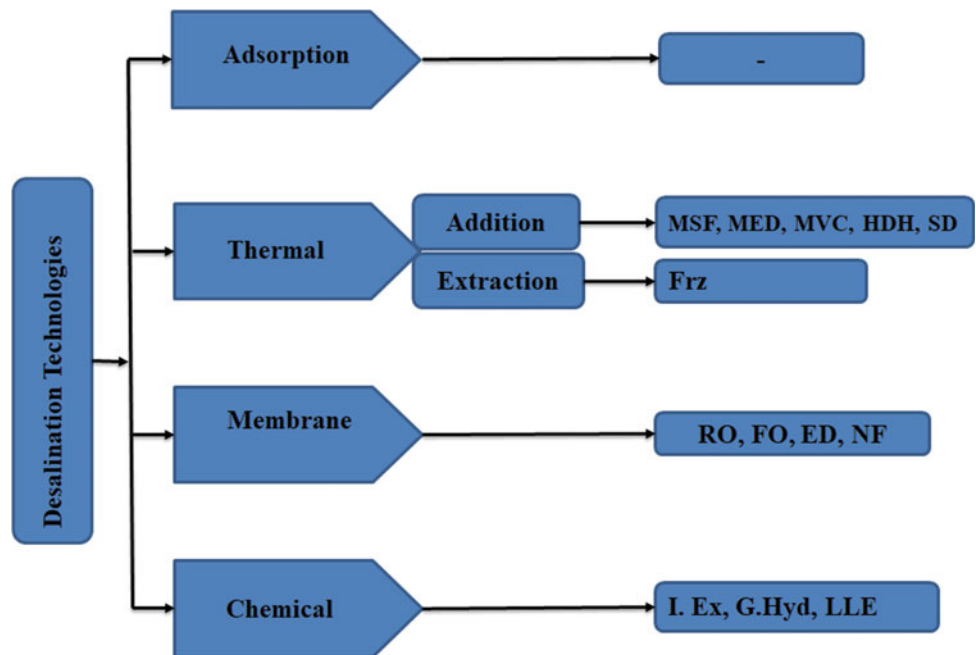 Desalination Technologies
Adsorption
-
Thermal
Addition
MSF, MED, MVC, HDH, SD
Extraction
Frz
Membrane
RO, FO, ED, NF
Chemical
I. Ex, G.Hyd, LLE